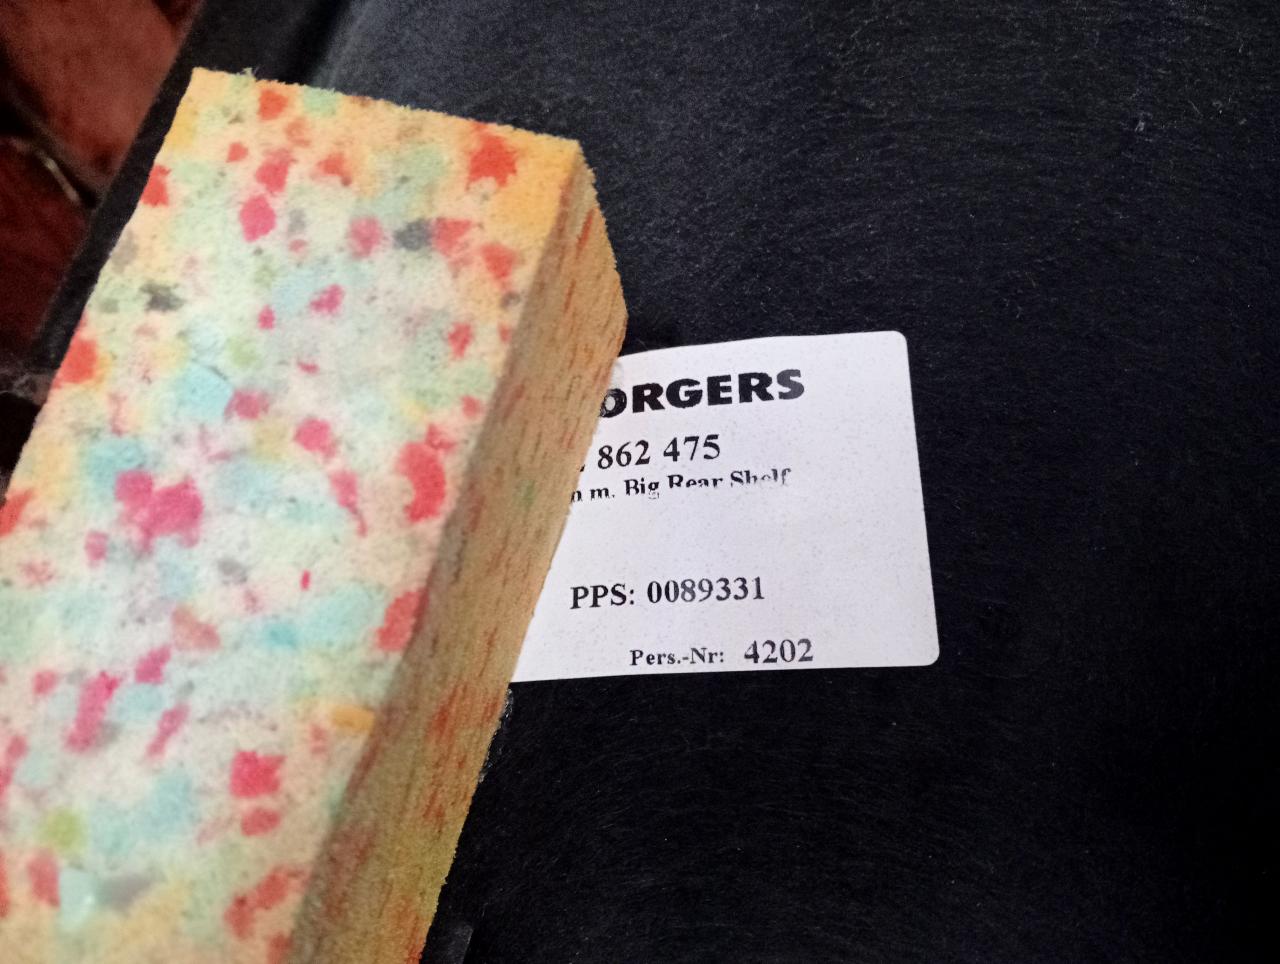 ORGERS
862 475
m. Big Rear Shelf
PPS: 0089331
Pers.-Nr: 4202